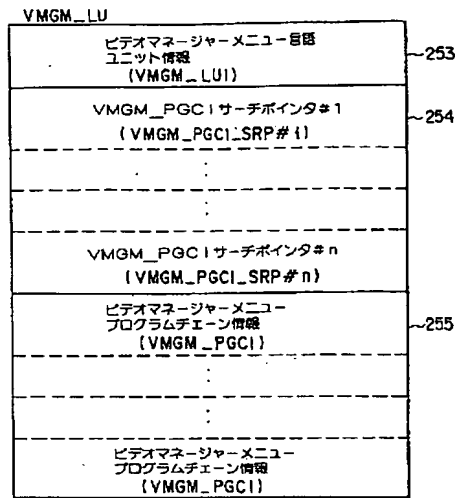 VMGM_LU
ビデオマネージャーメニュー言語
ユニット情報
(VMGM_LUI)
253
VMGM_PGCIサーチポインタ#1
(VMGM_PGCI_SRP#1)
254
VMGM_PGCIサーチポインタ#n
(VMGM_PGCI_SRP#n)
ビデオマネージャーメニュー
プログラムチェーン情報
(VMGM_PGCI)
255
ビデオマネージャーメニュー
プログラムチェーン情報
(VMGM_PGCI)